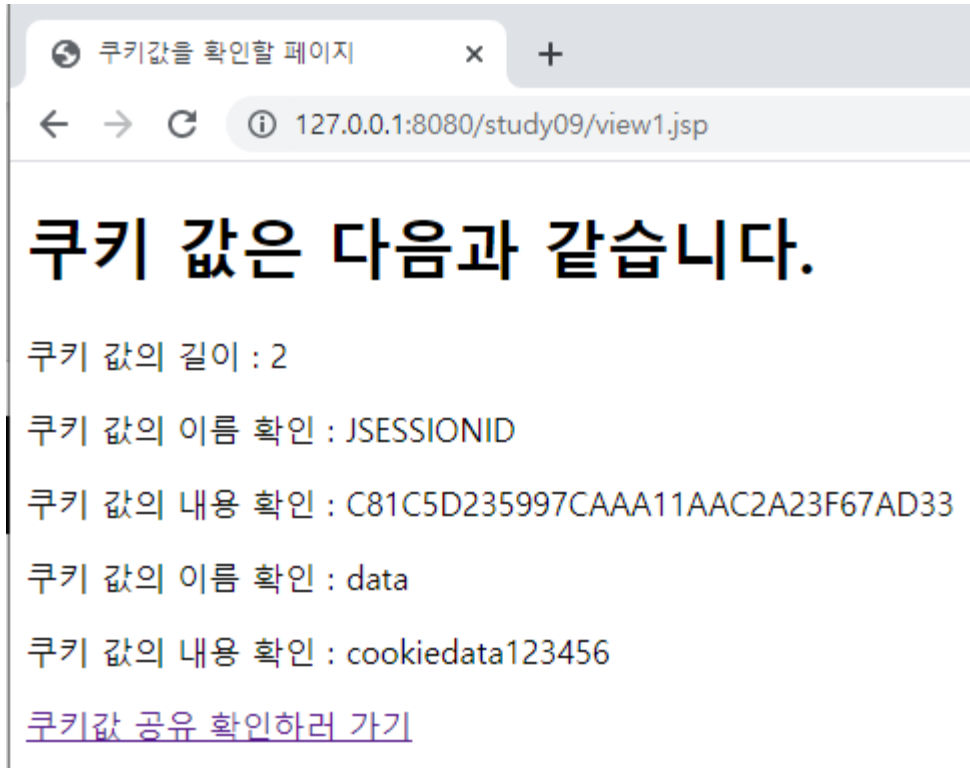 쿠키값을 확인할 페이지
127.0.0.1:8080/study09/view1.jsp
쿠키 값은 다음과 같습니다.
쿠키 값의 길이 : 2
쿠키 값의 이름 확인 : JSESSIONID
쿠키 값의 내용 확인 : C81C5D235997CAAA11AAC2A23F67AD33
쿠키 값의 이름 확인 : data
쿠키 값의 내용 확인 : cookiedata123456
쿠키값 공유 확인하러 가기